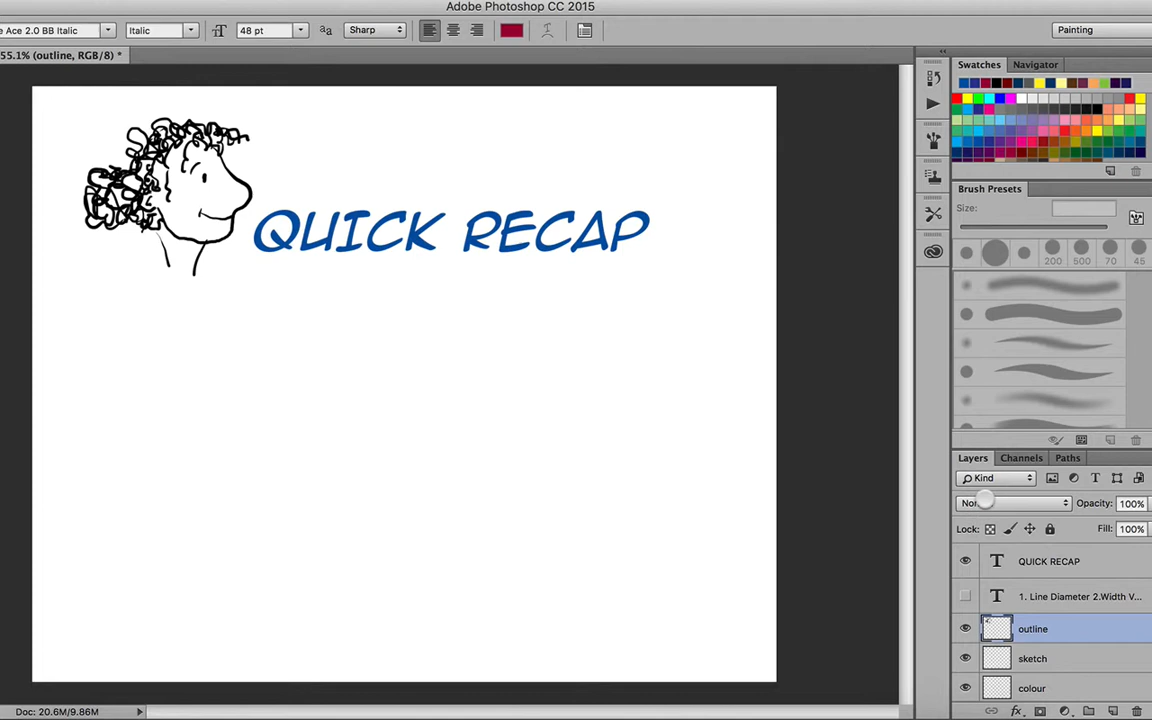 Adobe Photoshop CC 2015
e Ace 2.0 BB Italic Italic 48 pt Sharp Painting
55.1% (outline, RGB/8) *
Swatches Navigator
QUICK RECAP
Brush Presets
Size:
200 500 70 45
Layers Channels Paths
Kind
Nor Opacity: 100%
Lock: Fill: 100%
QUICK RECAP
1. Line Diameter 2.Width V...
outline
sketch
colour
Doc: 20.6M/9.86M
fx